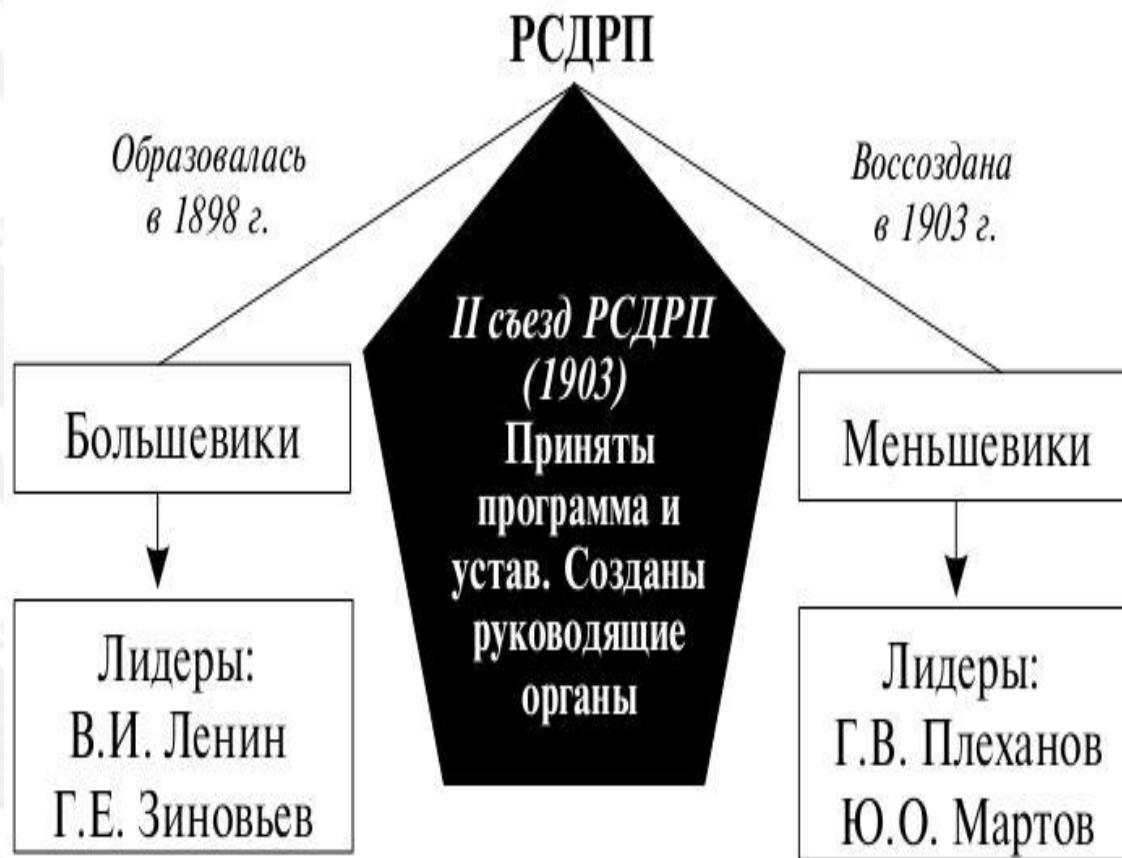 РСДРП
Образовалась
в 1898 г.
Воссоздана
в 1903 г.
II съезд РСДРП
(1903)
Приняты
программа и
устав. Созданы
руководящие
органы
Большевики
Меньшевики
Лидеры:
В.И. Ленин
Г.Е. Зиновьев
Лидеры:
Г.В. Плеханов
Ю.О. Мартов